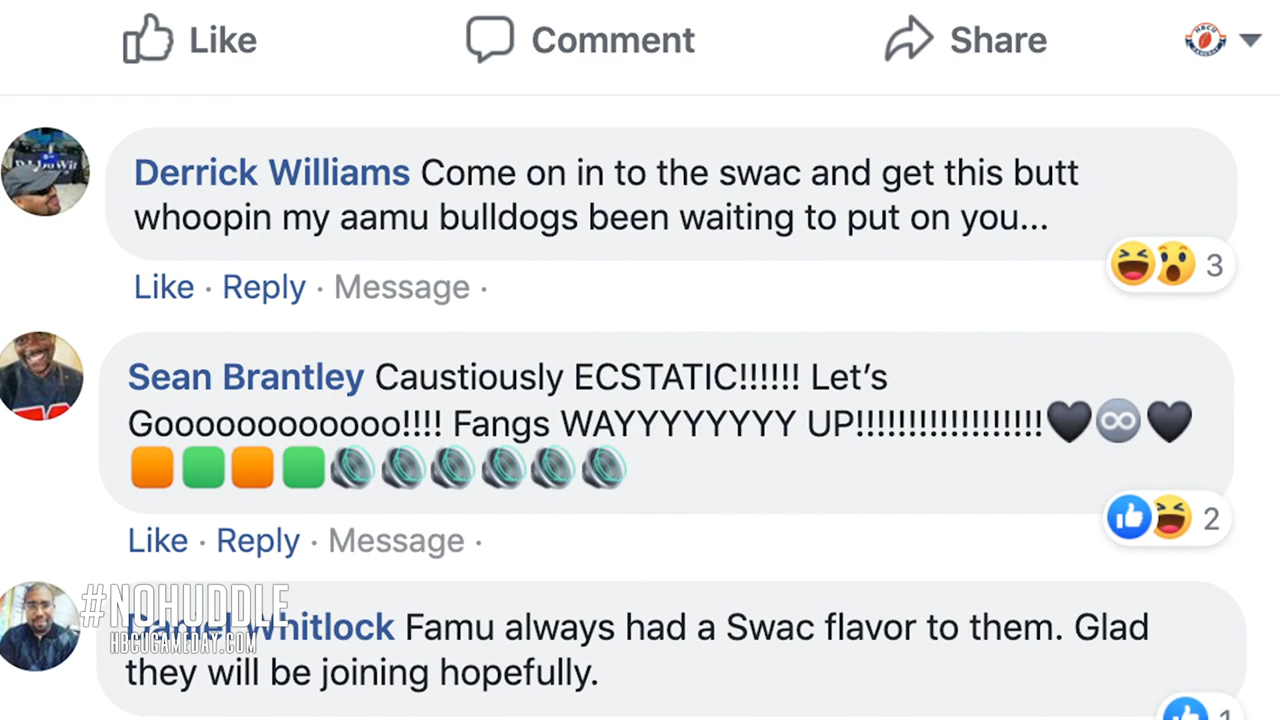 Like Comment Share
Derrick Williams Come on in to the swac and get this butt
whoopin my aamu bulldogs been waiting to put on you...
3
Like · Reply · Message ·
Sean Brantley Caustiously ECSTATIC!!!!!! Let’s
Goooooooooooo!!!! Fangs WAYYYYYYYY UP!!!!!!!!!!!!!!!!!!!🖤♾️🖤
🟧🟩🟧🟩🔊🔊🔊🔊🔊🔊
2
Like · Reply · Message ·
#NOHUDDLE
HBCUGAMEDAY.COM
Daniel Whitlock Famu always had a Swac flavor to them. Glad
they will be joining hopefully.
1